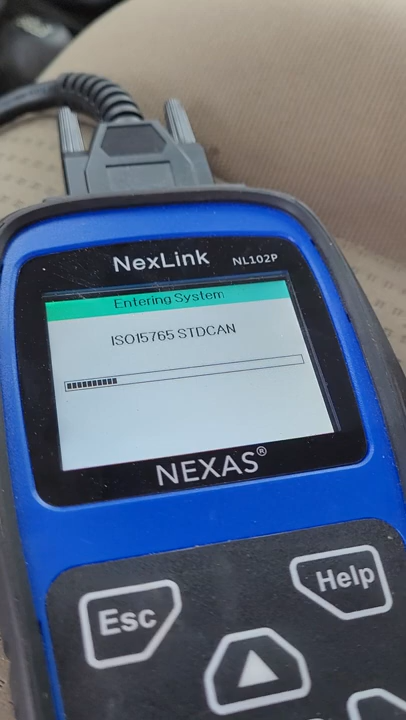 NexLink NL102P
Entering System
ISO15765 STDCAN
NEXAS®
Esc
Help